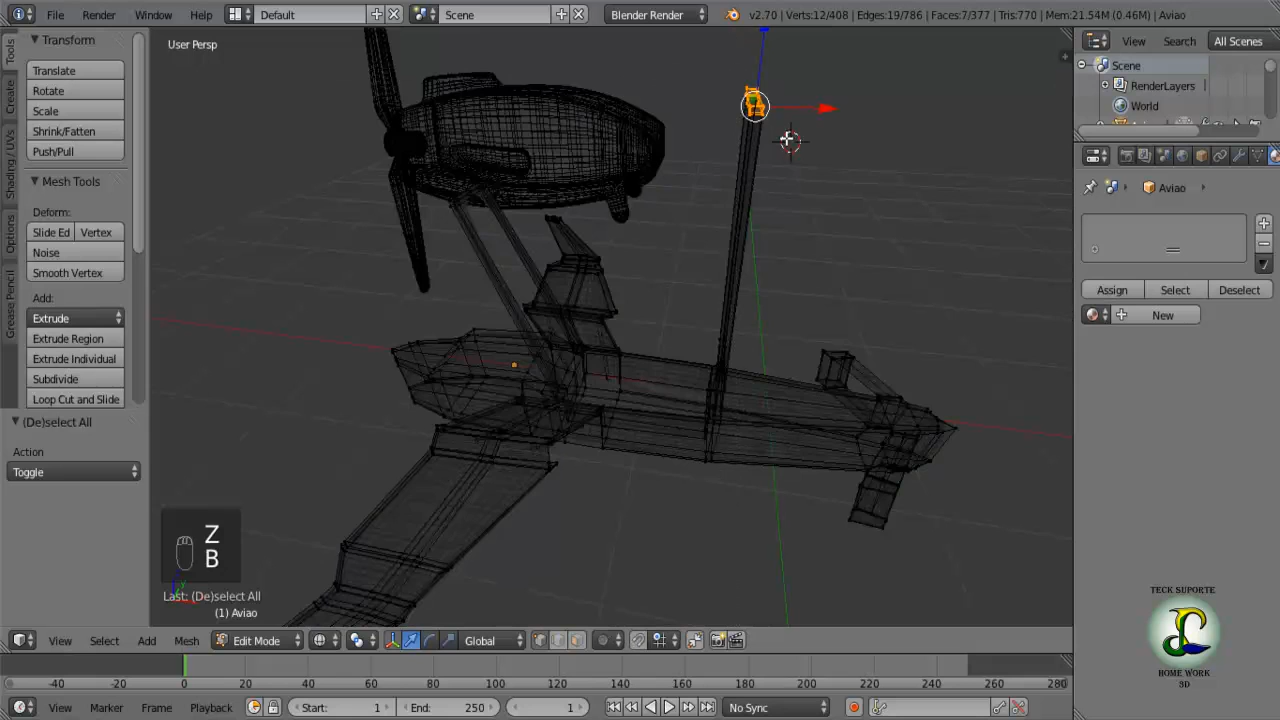 File Render Window Help Default Scene Blender Render v2.70 | Verts:12/408 | Edges:19/786 | Faces:7/377 | Tris:770 | Mem:21.54M (0.46M) | Aviao
Tools
Create
Shading / UVs
Options
Grease Pencil
Transform
Translate
Rotate
Scale
Shrink/Fatten
Push/Pull
Mesh Tools
Deform:
Slide Ed Vertex
Noise
Smooth Vertex
Add:
Extrude
Extrude Region
Extrude Individual
Subdivide
Loop Cut and Slide
(De)select All
Action
Toggle
User Persp
Z
B
Last: (De)select All
(1) Aviao
View Search All Scenes
Scene
RenderLayers
World
Aviao
Assign Select Deselect
New
TECK SUPORTE
HOME WORK
3D
View Select Add Mesh Edit Mode Global
-40 -20 0 20 40 60 80 100 120 140 160 180 200 220 240 260 280
View Marker Frame Playback Start: 1 End: 250 1 No Sync